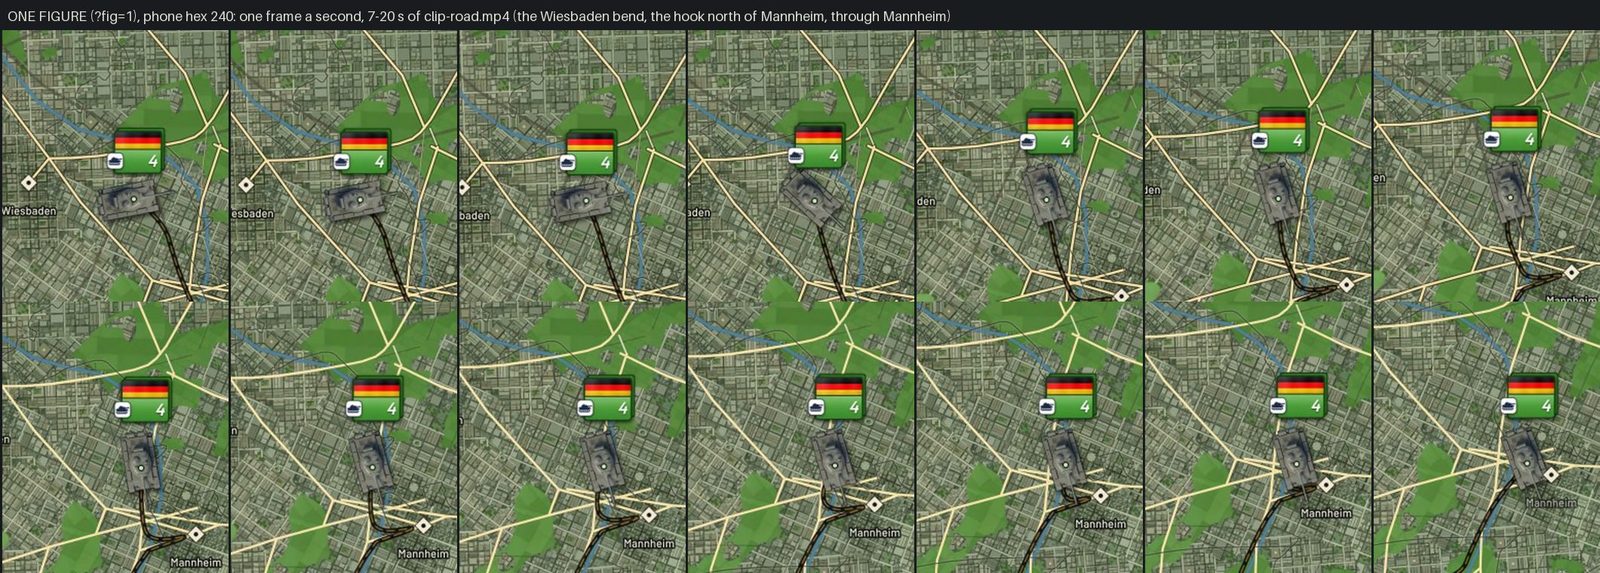 ONE FIGURE (?fig=1), phone hex 240: one frame a second, 7-20 s of clip-road.mp4 (the Wiesbaden bend, the hook north of Mannheim, through Mannheim)
4
4
4
4
4
4
4
Wiesbaden
esbaden
baden
aden
den
den
en
Mannheim
4
4
4
4
4
4
4
n
n
Mannheim
Mannheim
Mannheim
Mannheim
Mannheim
Mannheim
Mannheim